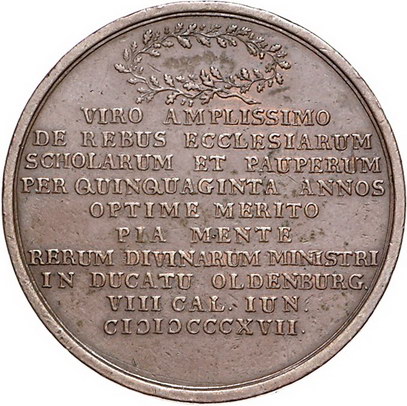 VIRO AMPLISSIMO
DE REBUS ECCLESIARUM
SCHOLARUM ET PAUPERUM
PER QUINQUAGINTA ANNOS
OPTIME MERITO
PIA MENTE
RERUM DIVINARUM MINISTRI
IN DUCATU OLDENBURG.
VIII CAL. IUN.
CIƆIƆCCCXVII.